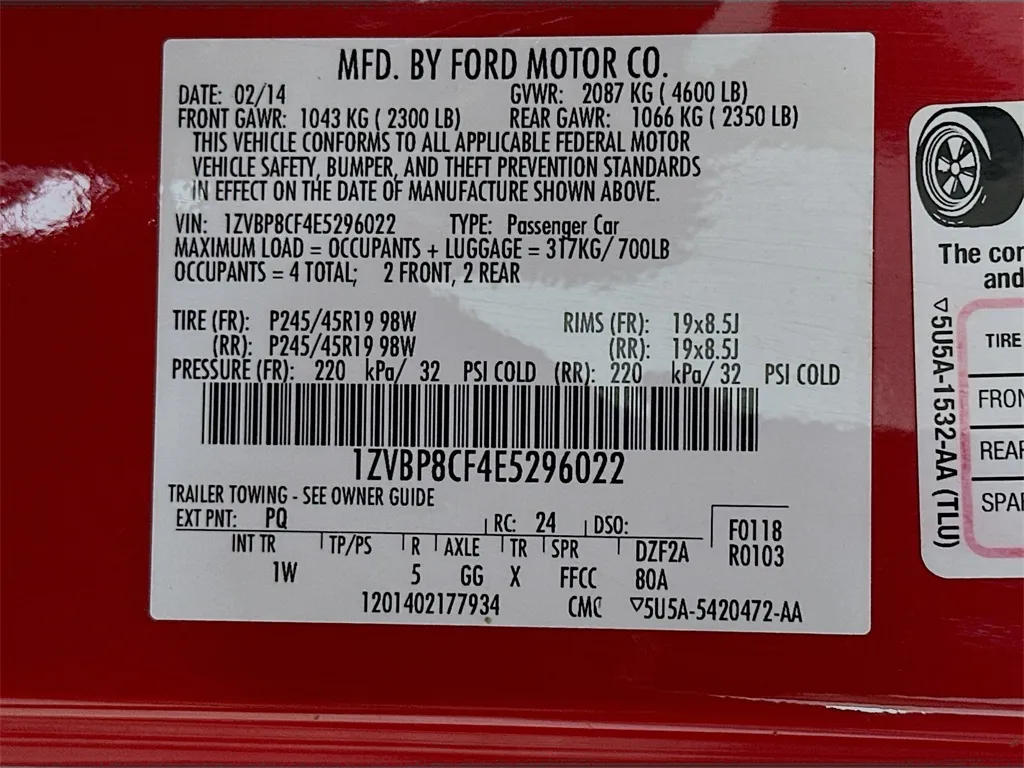 MFD. BY FORD MOTOR CO.
DATE: 02/14 GVWR: 2087 KG ( 4600 LB)
FRONT GAWR: 1043 KG ( 2300 LB) REAR GAWR: 1066 KG ( 2350 LB)
THIS VEHICLE CONFORMS TO ALL APPLICABLE FEDERAL MOTOR
VEHICLE SAFETY, BUMPER, AND THEFT PREVENTION STANDARDS
IN EFFECT ON THE DATE OF MANUFACTURE SHOWN ABOVE.
VIN: 1ZVBP8CF4E5296022 TYPE: Passenger Car
MAXIMUM LOAD = OCCUPANTS + LUGGAGE = 317KG/ 700LB
OCCUPANTS = 4 TOTAL; 2 FRONT, 2 REAR
TIRE (FR): P245/45R19 98W RIMS (FR): 19x8.5J
(RR): P245/45R19 98W (RR): 19x8.5J
PRESSURE (FR): 220 kPa/ 32 PSI COLD (RR): 220 kPa/ 32 PSI COLD
1ZVBP8CF4E5296022
TRAILER TOWING - SEE OWNER GUIDE
EXT PNT: PQ RC: 24 DSO: F0118
INT TR TP/PS R AXLE TR SPR DZF2A R0103
1W 5 GG X FFCC 80A
1201402177934 CMC ▽5U5A-5420472-AA
The con
and
▽5U5A-1532-AA (TLU)
TIRE
FRON
REAR
SPAR